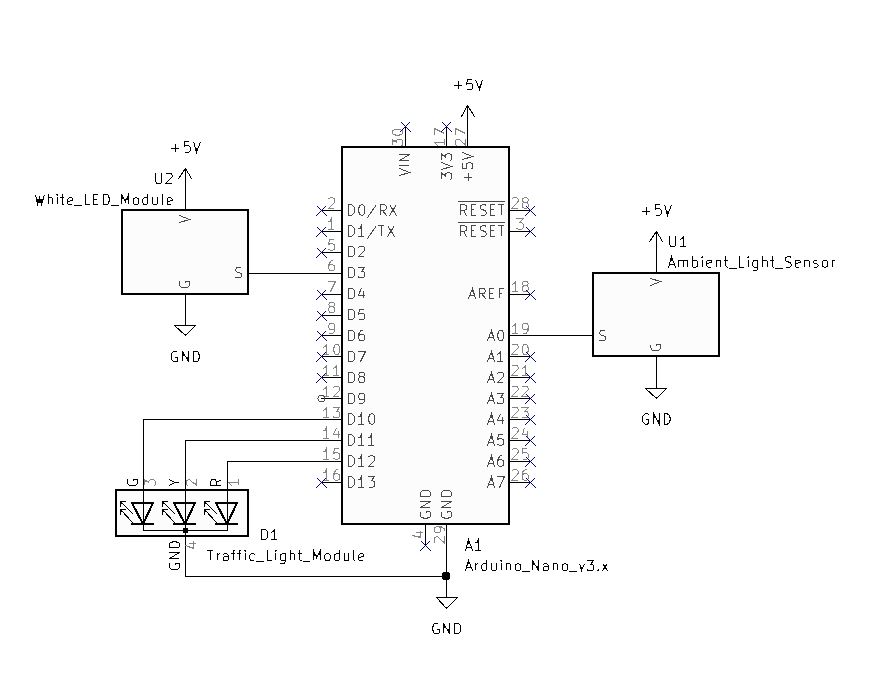 +5V
+5V
U2
White_LED_Module
V
S
G
GND
30
17
27
VIN
3V3
+5V
2
D0/RX
1
D1/TX
5
D2
6
D3
7
D4
8
D5
9
D6
10
D7
11
D8
12
D9
13
D10
14
D11
15
D12
16
D13
RESET
28
RESET
3
AREF
18
A0
19
A1
20
A2
21
A3
22
A4
23
A5
24
A6
25
A7
26
GND
GND
4
29
A1
Arduino_Nano_v3.x
GND
+5V
U1
Ambient_Light_Sensor
V
S
G
GND
G
3
Y
2
R
1
GND
4
D1
Traffic_Light_Module